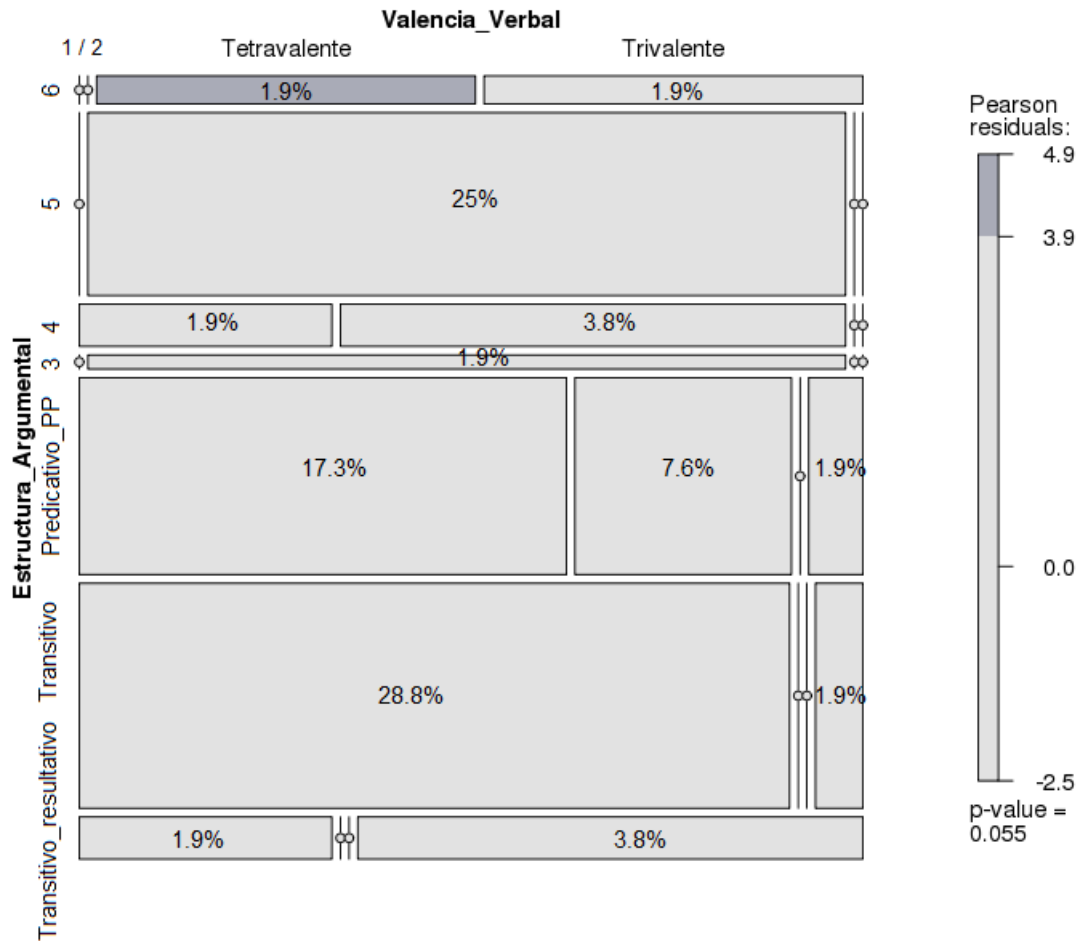 Valencia_Verbal
1 / 2 Tetravalente Trivalente
Estructura_Argumental
6 1.9% 1.9%
5 25%
4 1.9% 3.8%
3 1.9%
Predicativo_PP 17.3% 7.6% 1.9%
Transitivo 28.8% 1.9%
Transitivo_resultativo 1.9% 3.8%
Pearson
residuals:
4.9
3.9
0.0
-2.5
p-value =
0.055